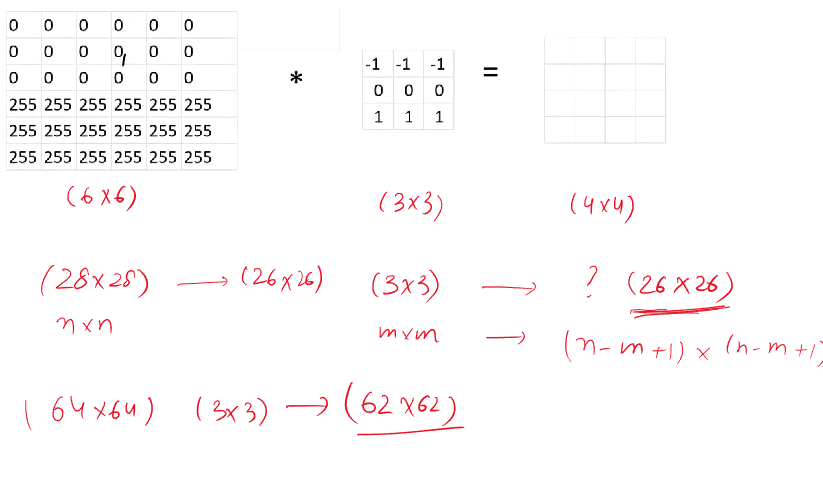 0 0 0 0 0 0
0 0 0 0 0 0
0 0 0 0 0 0
255 255 255 255 255 255
255 255 255 255 255 255
255 255 255 255 255 255
*
-1 -1 -1
0 0 0
1 1 1
=
(6x6) (3x3) (4x4)
(28x28) → (26x26) (3x3) → ? (26x26)
nxn mxm → (n-m+1) x (n-m+1)
(64x64) (3x3) → (62x62)